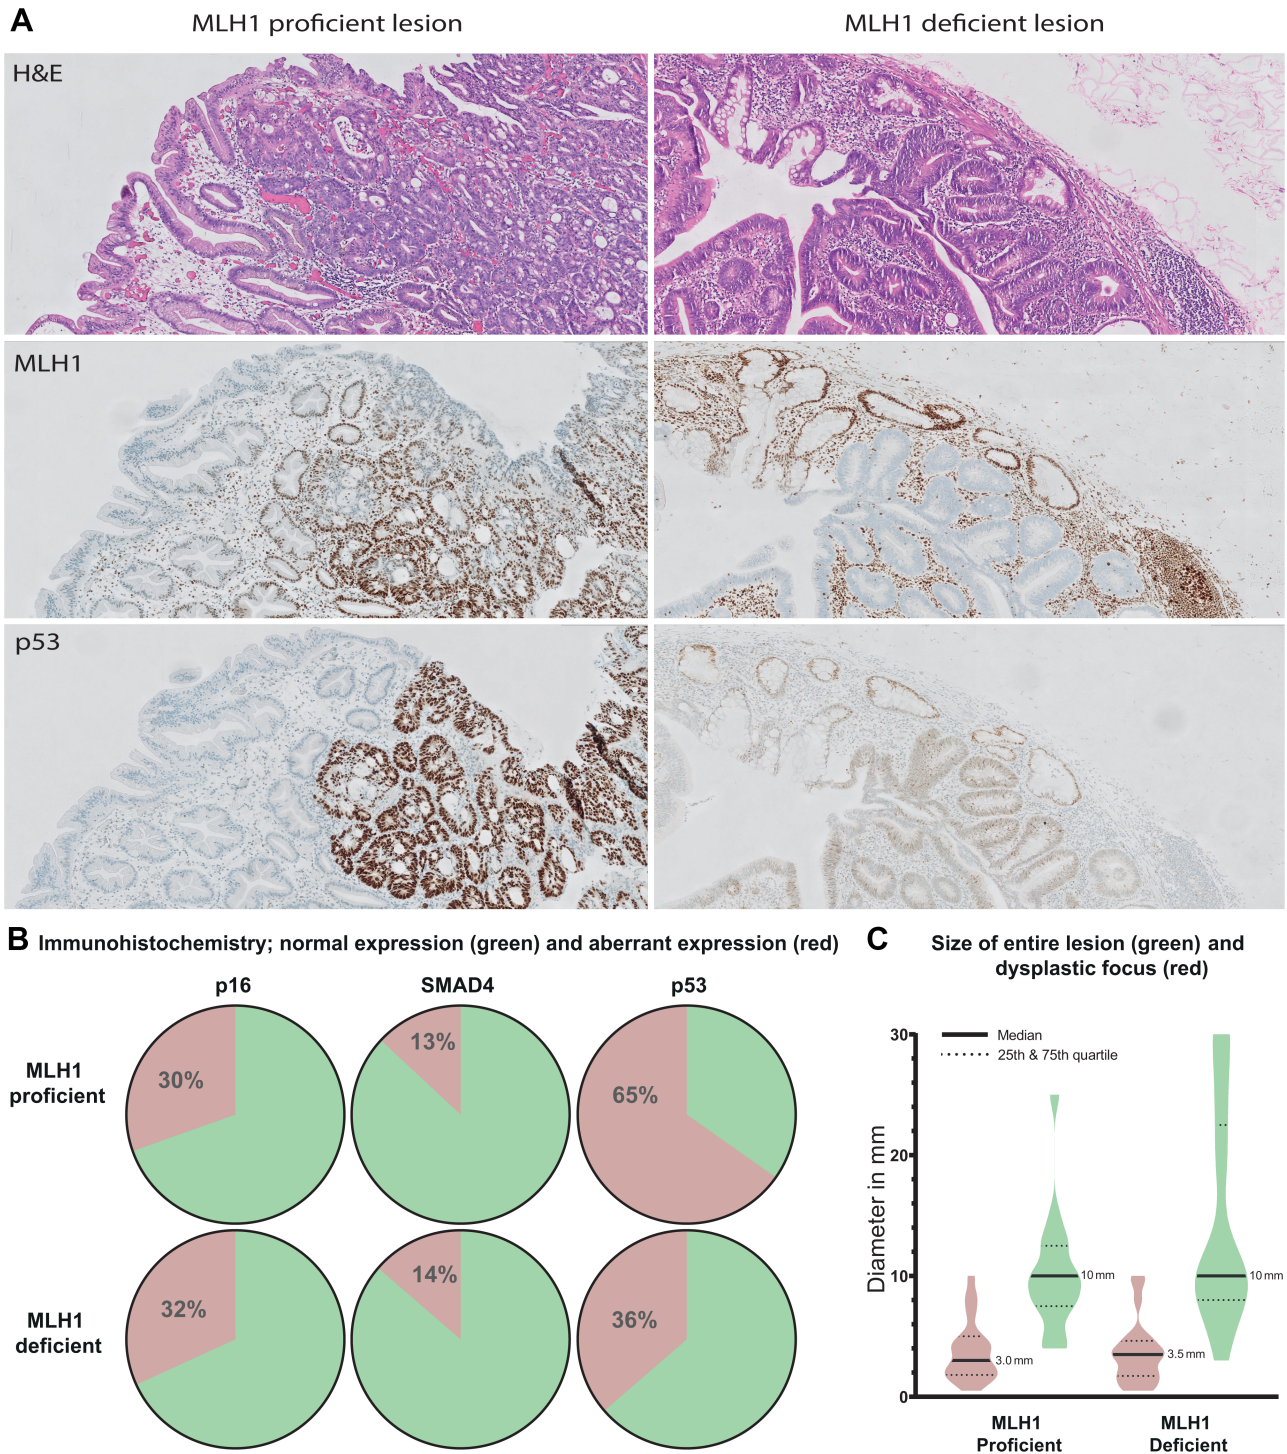 A
MLH1 proficient lesion
MLH1 deficient lesion
H&E
MLH1
p53
B
Immunohistochemistry; normal expression (green) and aberrant expression (red)
p16
SMAD4
p53
MLH1
proficient
30%
13%
65%
MLH1
deficient
32%
14%
36%
C
Size of entire lesion (green) and
dysplastic focus (red)
Median
25th & 75th quartile
Diameter in mm
30
20
10
0
3.0 mm
10 mm
3.5 mm
10 mm
MLH1
Proficient
MLH1
Deficient